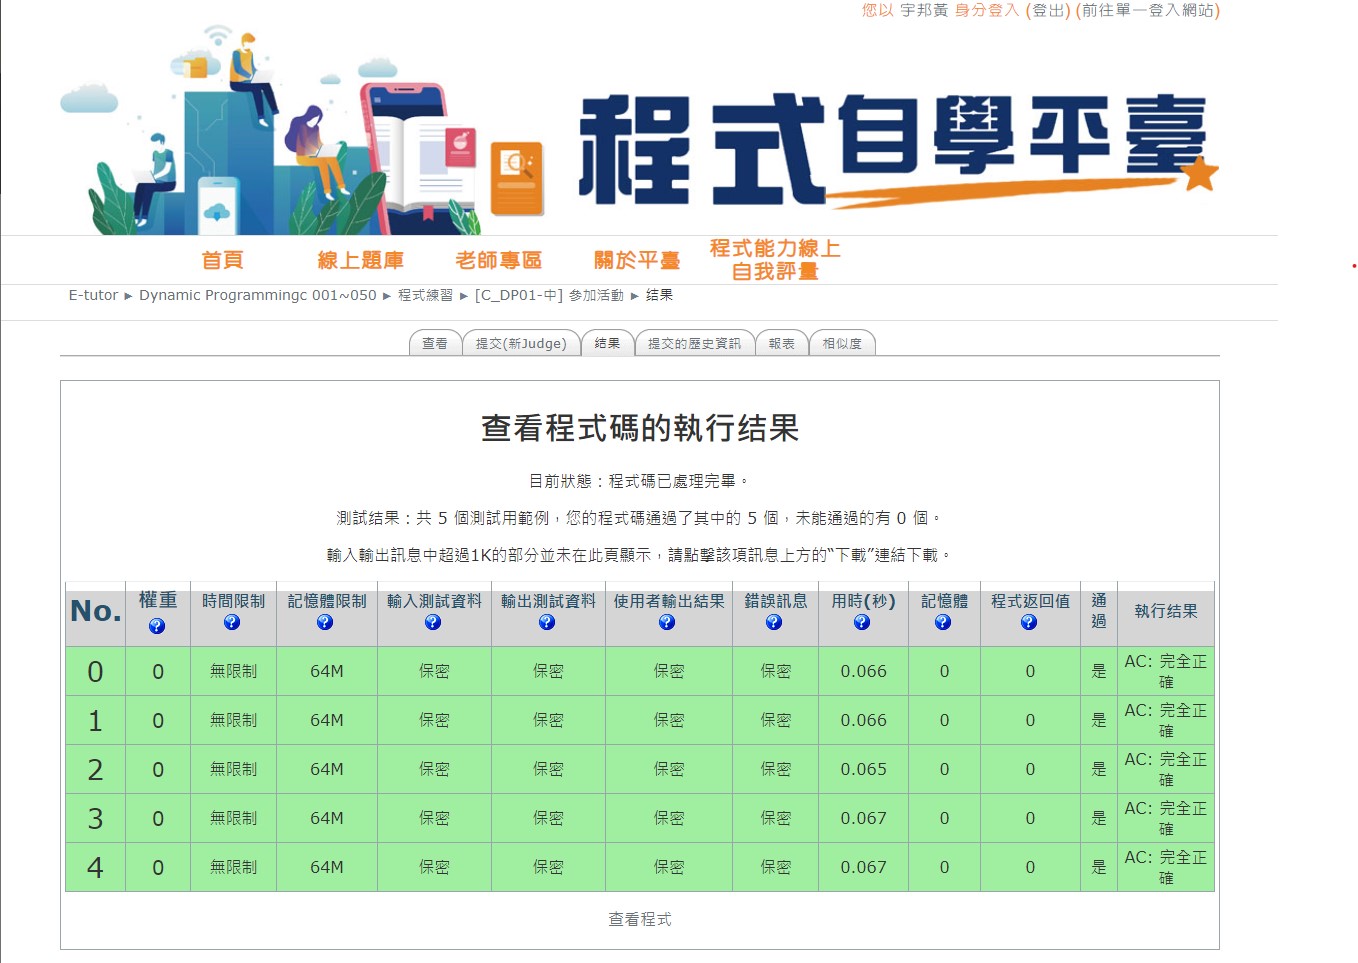 您以 宇邦黃 身分登入 (登出) (前往單一登入網站)
程式自學平臺
首頁 線上題庫 老師專區 關於平臺 程式能力線上自我評量
E-tutor ► Dynamic Programmingc 001~050 ► 程式練習 ► [C_DP01-中] 參加活動 ► 结果
查看 提交(新Judge) 结果 提交的歷史資訊 報表 相似度
查看程式碼的執行结果
目前狀態：程式碼已處理完畢。
測試结果：共 5 個測試用範例，您的程式碼通過了其中的 5 個，未能通過的有 0 個。
輸入輸出訊息中超過1K的部分並未在此頁顯示，請點擊該項訊息上方的“下載”連結下載。
No. 權重 時間限制 記憶體限制 輸入測試資料 輸出測試資料 使用者輸出結果 錯誤訊息 用時(秒) 記憶體 程式返回值 通過 執行结果
0 0 無限制 64M 保密 保密 保密 保密 0.066 0 0 是 AC: 完全正確
1 0 無限制 64M 保密 保密 保密 保密 0.066 0 0 是 AC: 完全正確
2 0 無限制 64M 保密 保密 保密 保密 0.065 0 0 是 AC: 完全正確
3 0 無限制 64M 保密 保密 保密 保密 0.067 0 0 是 AC: 完全正確
4 0 無限制 64M 保密 保密 保密 保密 0.067 0 0 是 AC: 完全正確
查看程式